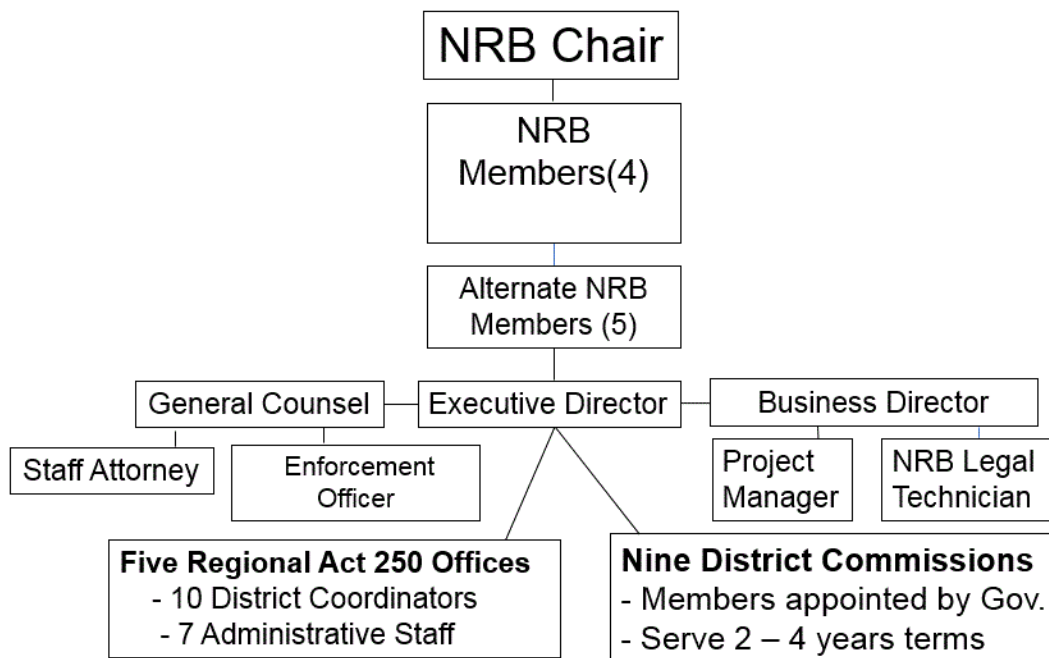 NRB Chair
NRB
Members(4)
Alternate NRB
Members (5)
General Counsel
Executive Director
Business Director
Staff Attorney
Enforcement
Officer
Project
Manager
NRB Legal
Technician
Five Regional Act 250 Offices
- 10 District Coordinators
- 7 Administrative Staff
Nine District Commissions
- Members appointed by Gov.
- Serve 2 – 4 years terms